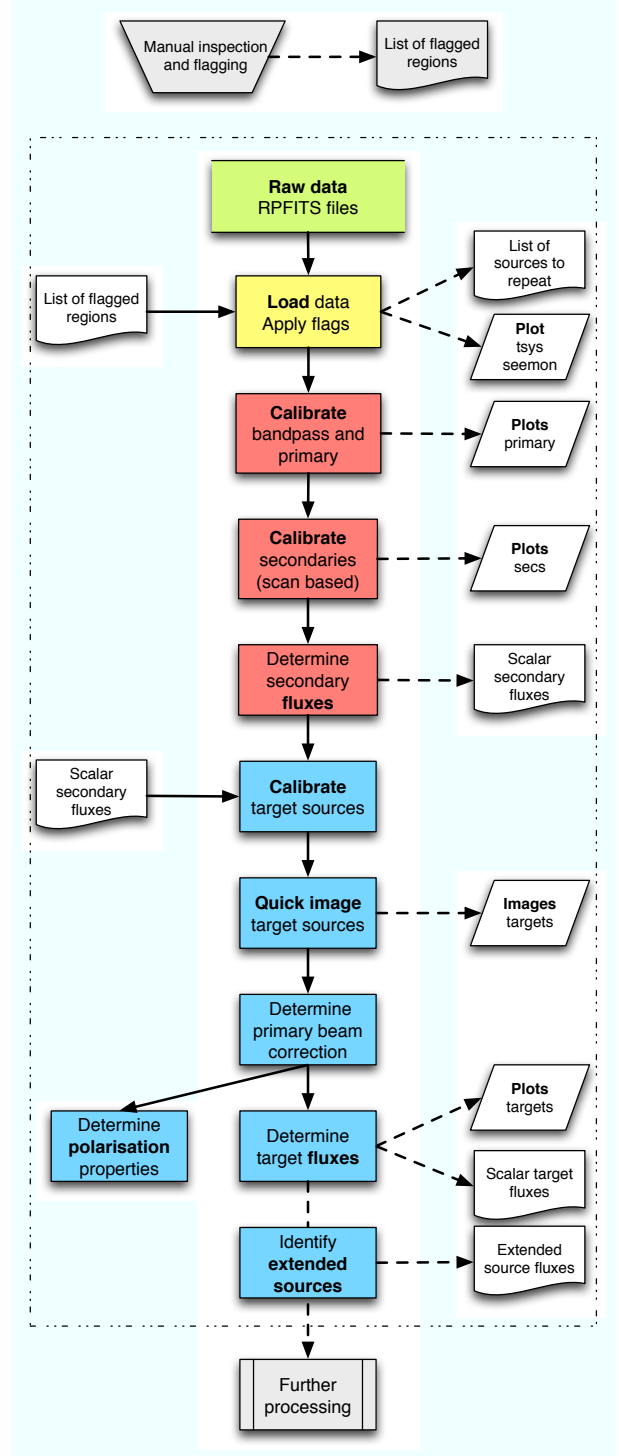 Manual inspection
and flagging
List of flagged
regions
Raw data
RPFITS files
List of flagged
regions
Load data
Apply flags
List of
sources to
repeat
Plot
tsys
seemon
Calibrate
bandpass and
primary
Plots
primary
Calibrate
secondaries
(scan based)
Plots
secs
Determine
secondary
fluxes
Scalar
secondary
fluxes
Scalar
secondary
fluxes
Calibrate
target sources
Quick image
target sources
Images
targets
Determine
primary beam
correction
Determine
polarisation
properties
Determine
target fluxes
Plots
targets
Scalar target
fluxes
Identify
extended
sources
Extended
source fluxes
Further
processing